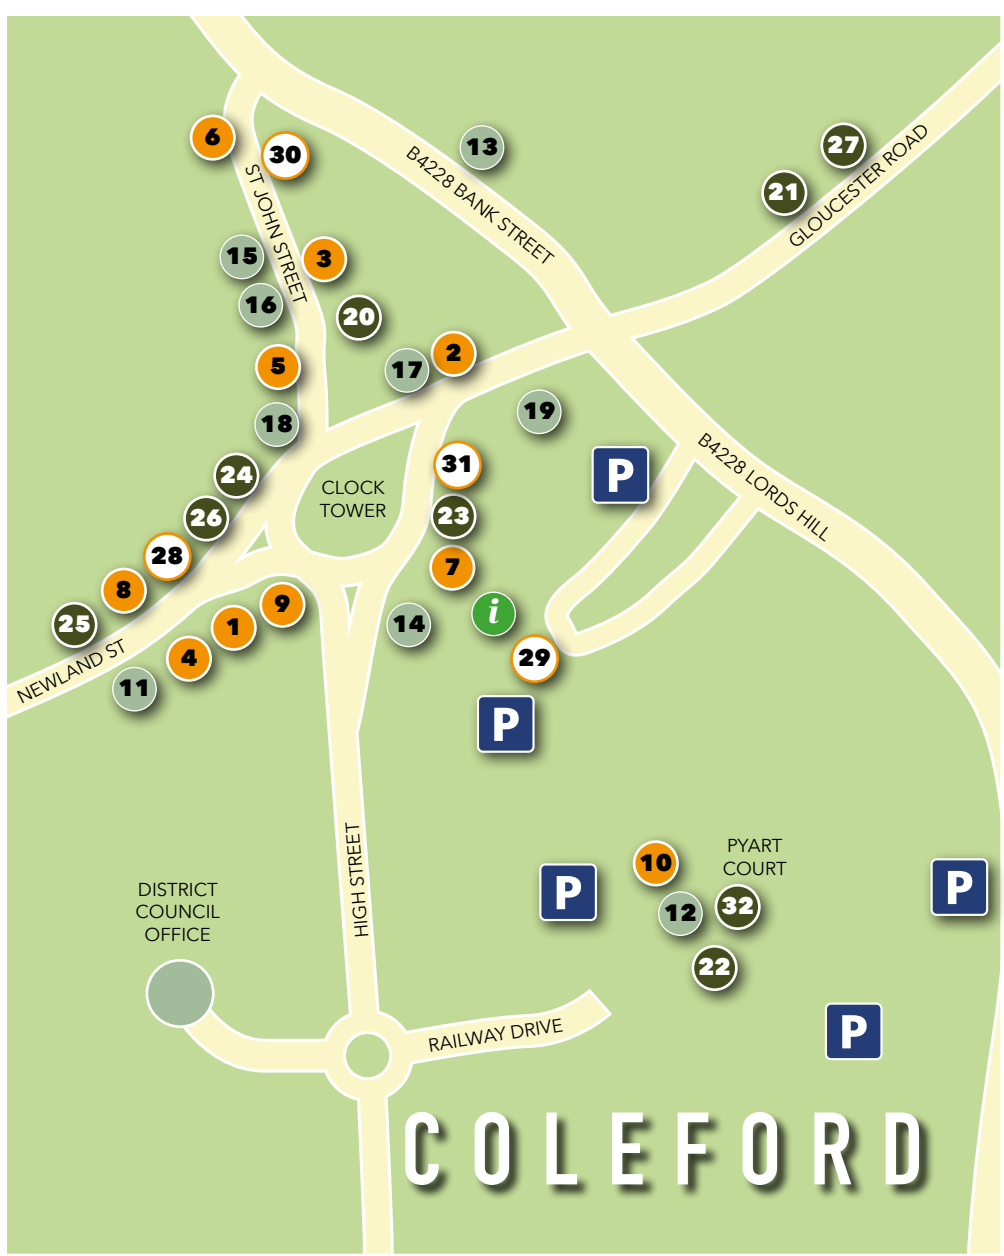 6
30
13
27
B4228 BANK STREET
21
GLOUCESTER ROAD
ST JOHN STREET
15
3
16
20
2
17
5
19
18
B4228 LORDS HILL
31
24
P
CLOCK
TOWER
23
26
28
7
8
9
i
25
1
14
4
29
NEWLAND ST
11
P
PYART
COURT
10
HIGH STREET
P
P
DISTRICT
COUNCIL
OFFICE
12
32
22
RAILWAY DRIVE
P
COLEFORD